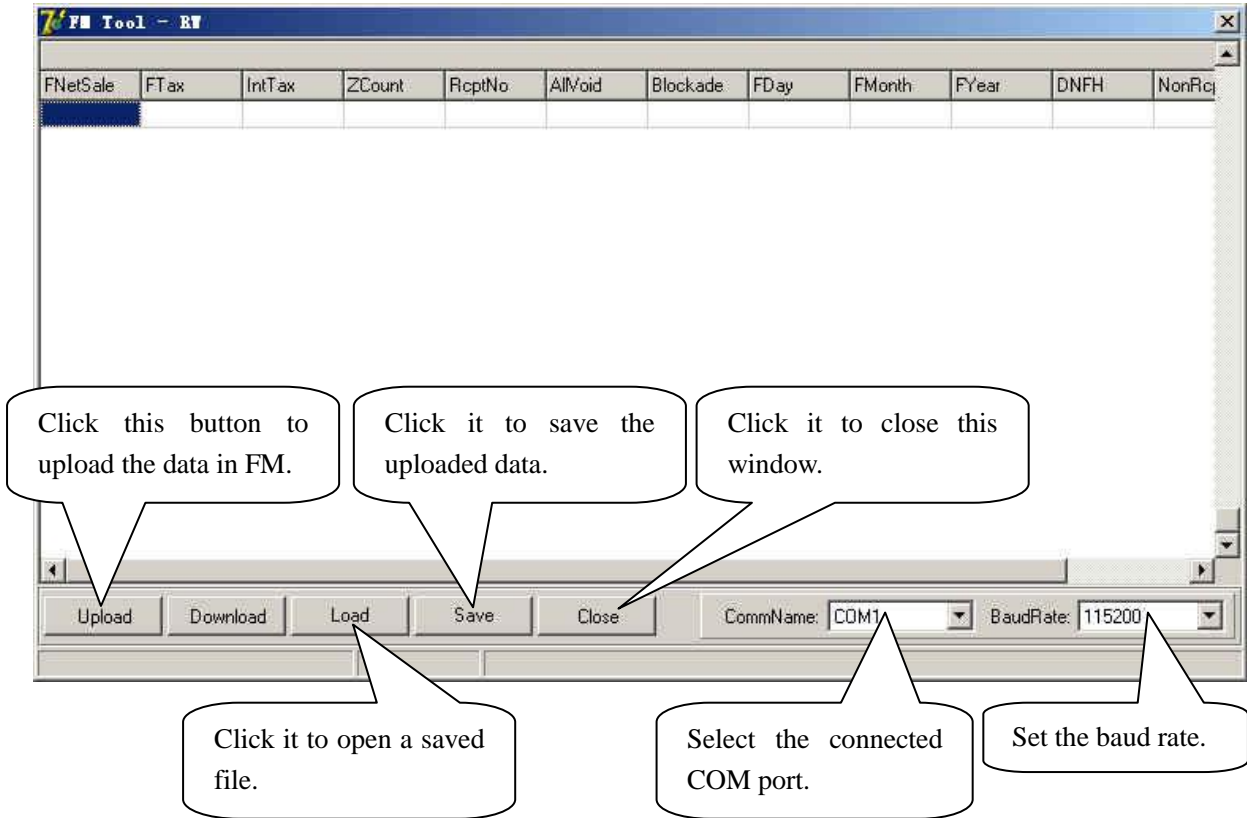 FM Tool - RW
FNetSale FTax IntTax ZCount RcptNo AllVoid Blockade FDay FMonth FYear DNFH NonRcp
Click this button to
upload the data in FM.
Click it to save the
uploaded data.
Click it to close this
window.
Upload Download Load Save Close CommName: COM1 BaudRate: 115200
Click it to open a saved
file.
Select the connected
COM port.
Set the baud rate.